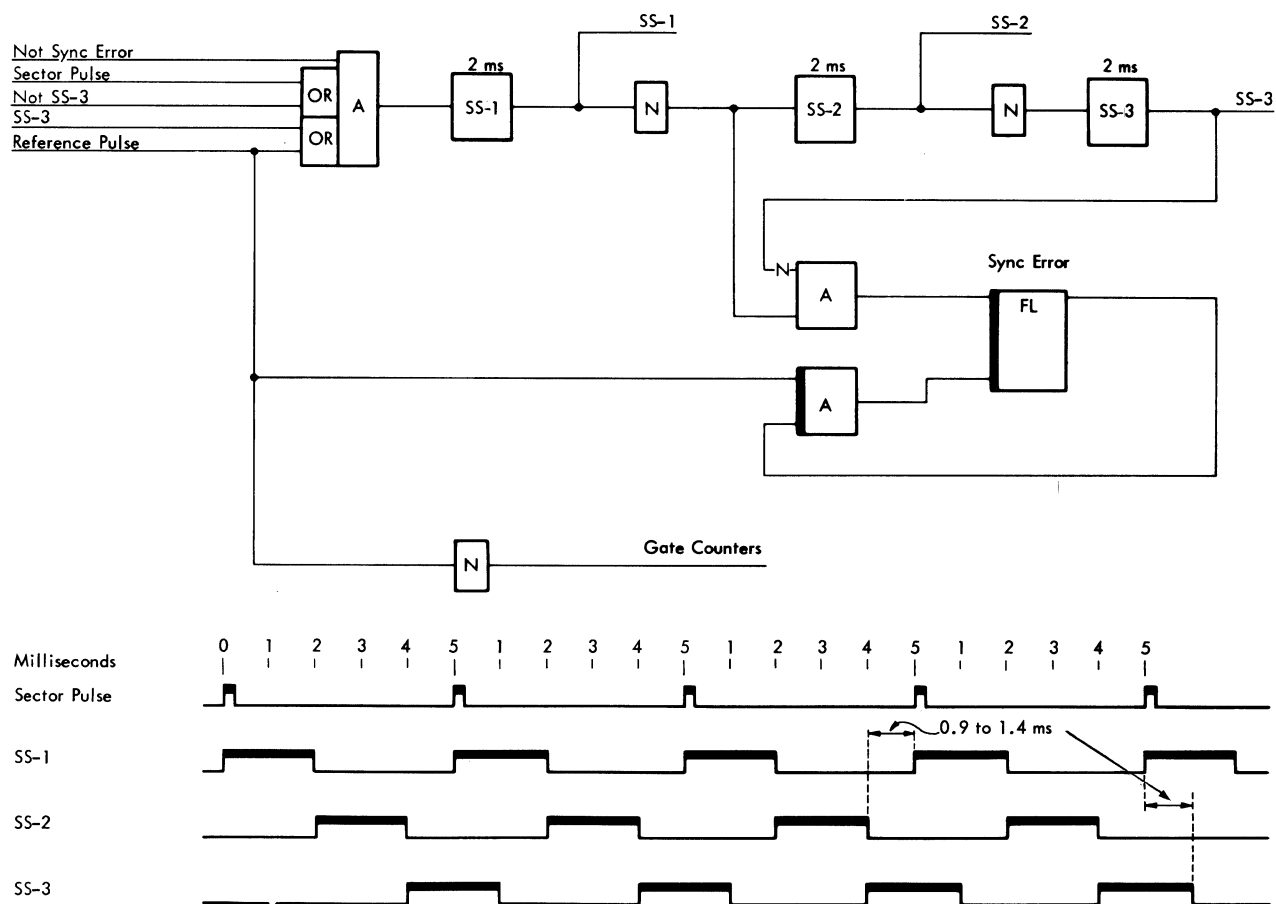 SS-1
SS-2
Not Sync Error
2 ms
2 ms
2 ms
Sector Pulse
OR
A
SS-1
N
SS-2
N
SS-3
SS-3
Not SS-3
SS-3
OR
Reference Pulse
N
A
Sync Error
FL
A
N
Gate Counters
Milliseconds
0 1 2 3 4 5 1 2 3 4 5 1 2 3 4 5 1 2 3 4 5
Sector Pulse
0.9 to 1.4 ms
SS-1
SS-2
SS-3